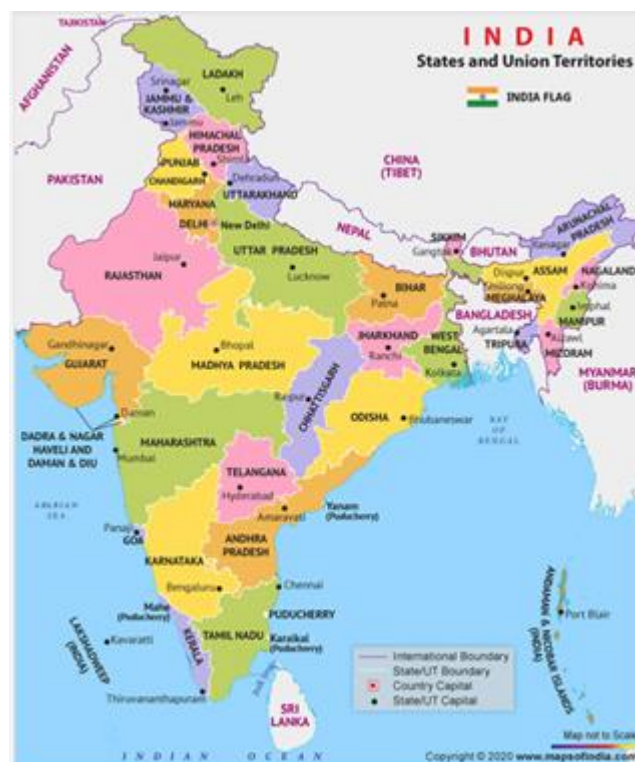 INDIA
States and Union Territories
INDIA FLAG
TAJIKISTAN
AFGHANISTAN
PAKISTAN
CHINA
(TIBET)
NEPAL
BHUTAN
BANGLADESH
MYANMAR
(BURMA)
SRI
LANKA
LADAKH
Leh
Srinagar
JAMMU &
KASHMIR
Jammu
HIMACHAL
PRADESH
Shimla
PUNJAB
CHANDIGARH
Dehradun
UTTARAKHAND
HARYANA
DELHI
New Delhi
RAJASTHAN
Jaipur
UTTAR PRADESH
Lucknow
BIHAR
Patna
SIKKIM
Gangtok
ARUNACHAL
PRADESH
Itanagar
Dispur
ASSAM
NAGALAND
Kohima
Shillong
MEGHALAYA
Imphal
MANIPUR
Agartala
TRIPURA
Aizawl
MIZORAM
Gandhinagar
GUJARAT
Bhopal
MADHYA PRADESH
JHARKHAND
Ranchi
WEST
BENGAL
Kolkata
Raipur
CHHATTISGARH
ODISHA
Bhubaneswar
BAY
OF
BENGAL
Daman
DADRA & NAGAR
HAVELI AND
DAMAN & DIU
MAHARASHTRA
Mumbai
TELANGANA
Hyderabad
ARABIAN
SEA
Amaravati
Yanam
(Puducherry)
Panaji
GOA
ANDHRA
PRADESH
KARNATAKA
Bengaluru
Chennai
Mahe
(Puducherry)
PUDUCHERRY
TAMIL NADU
Karaikal
(Puducherry)
KERALA
LAKSHADWEEP
(INDIA)
Kavaratti
Thiruvananthapuram
ANDAMAN & NICOBAR ISLANDS
(INDIA)
Port Blair
International Boundary
State/UT Boundary
Country Capital
State/UT Capital
Map not to Scale
INDIAN OCEAN
Copyright © 2020 www.mapsofindia.com